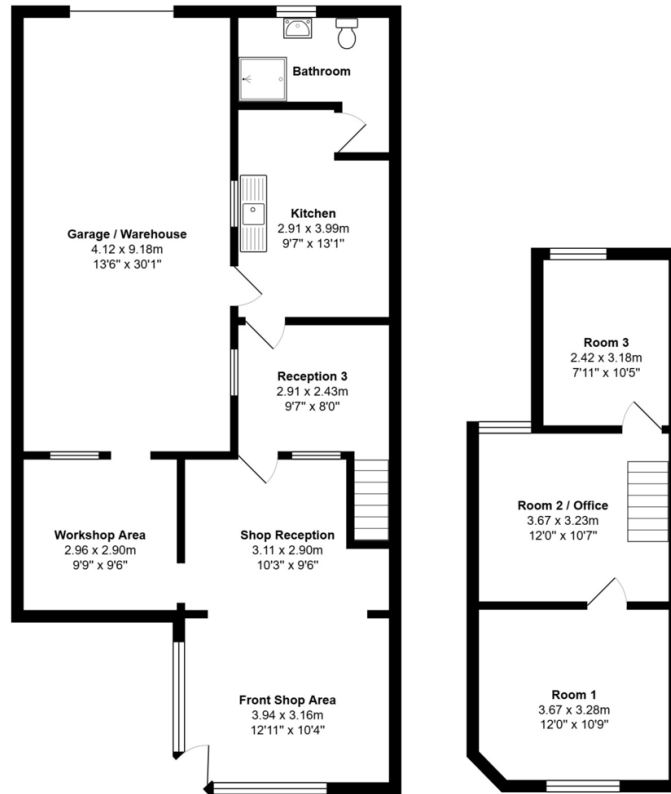 Bathroom
Kitchen
2.91 x 3.99m
9'7" x 13'1"
Garage / Warehouse
4.12 x 9.18m
13'6" x 30'1"
Reception 3
2.91 x 2.43m
9'7" x 8'0"
Workshop Area
2.96 x 2.90m
9'9" x 9'6"
Shop Reception
3.11 x 2.90m
10'3" x 9'6"
Front Shop Area
3.94 x 3.16m
12'11" x 10'4"
Room 3
2.42 x 3.18m
7'11" x 10'5"
Room 2 / Office
3.67 x 3.23m
12'0" x 10'7"
Room 1
3.67 x 3.28m
12'0" x 10'9"